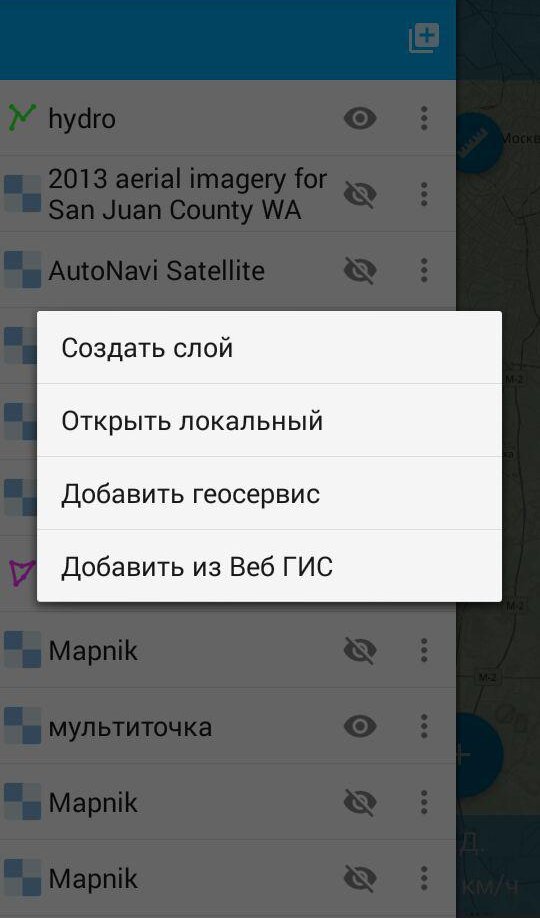 hydro
2013 aerial imagery for
San Juan County WA
AutoNavi Satellite
Создать слой
Открыть локальный
Добавить геосервис
Добавить из Веб ГИС
Mapnik
мультиточка
Mapnik
Mapnik
Москв
М-2
М-2
М-2
Д.
км/ч